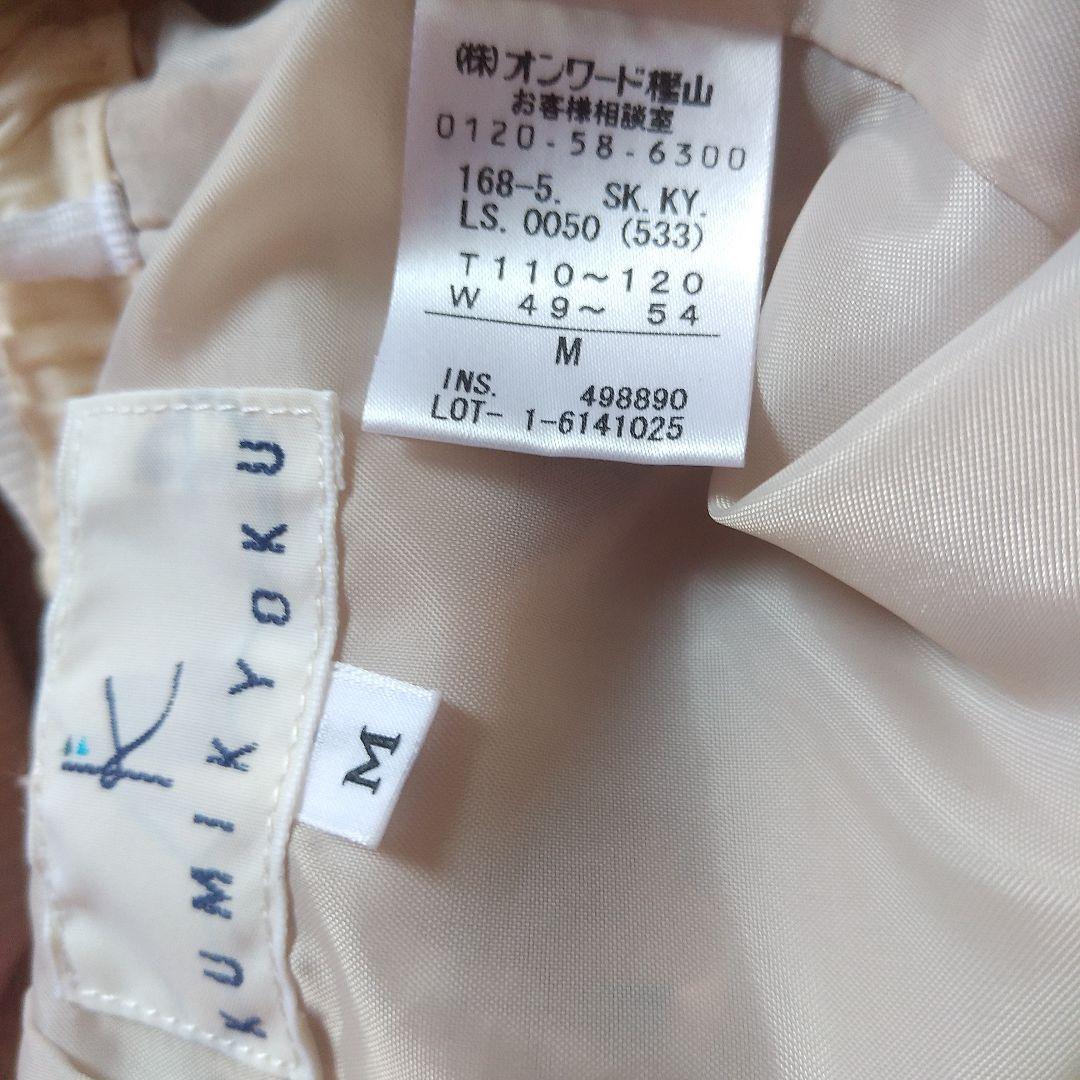 (株)オンワード樫山
お客様相談室
0120-58-6300
168-5. SK. KY.
LS. 0050 (533)
T110~120
W 49~ 54
M
INS. 498890
LOT- 1-6141025
KUMIKYOKU
K
M